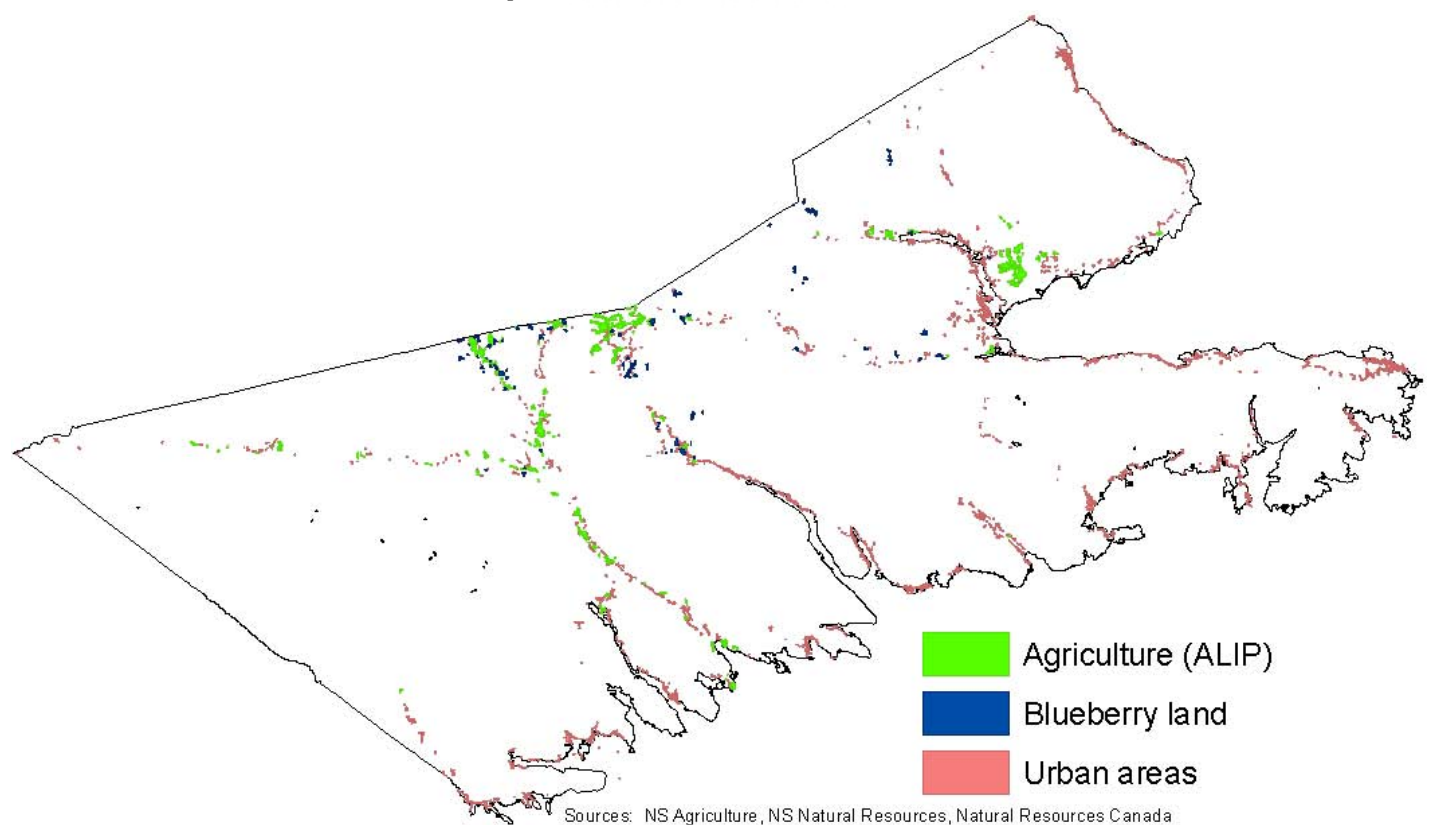 Agriculture (ALIP)
Blueberry land
Urban areas
Sources: NS Agriculture, NS Natural Resources, Natural Resources Canada